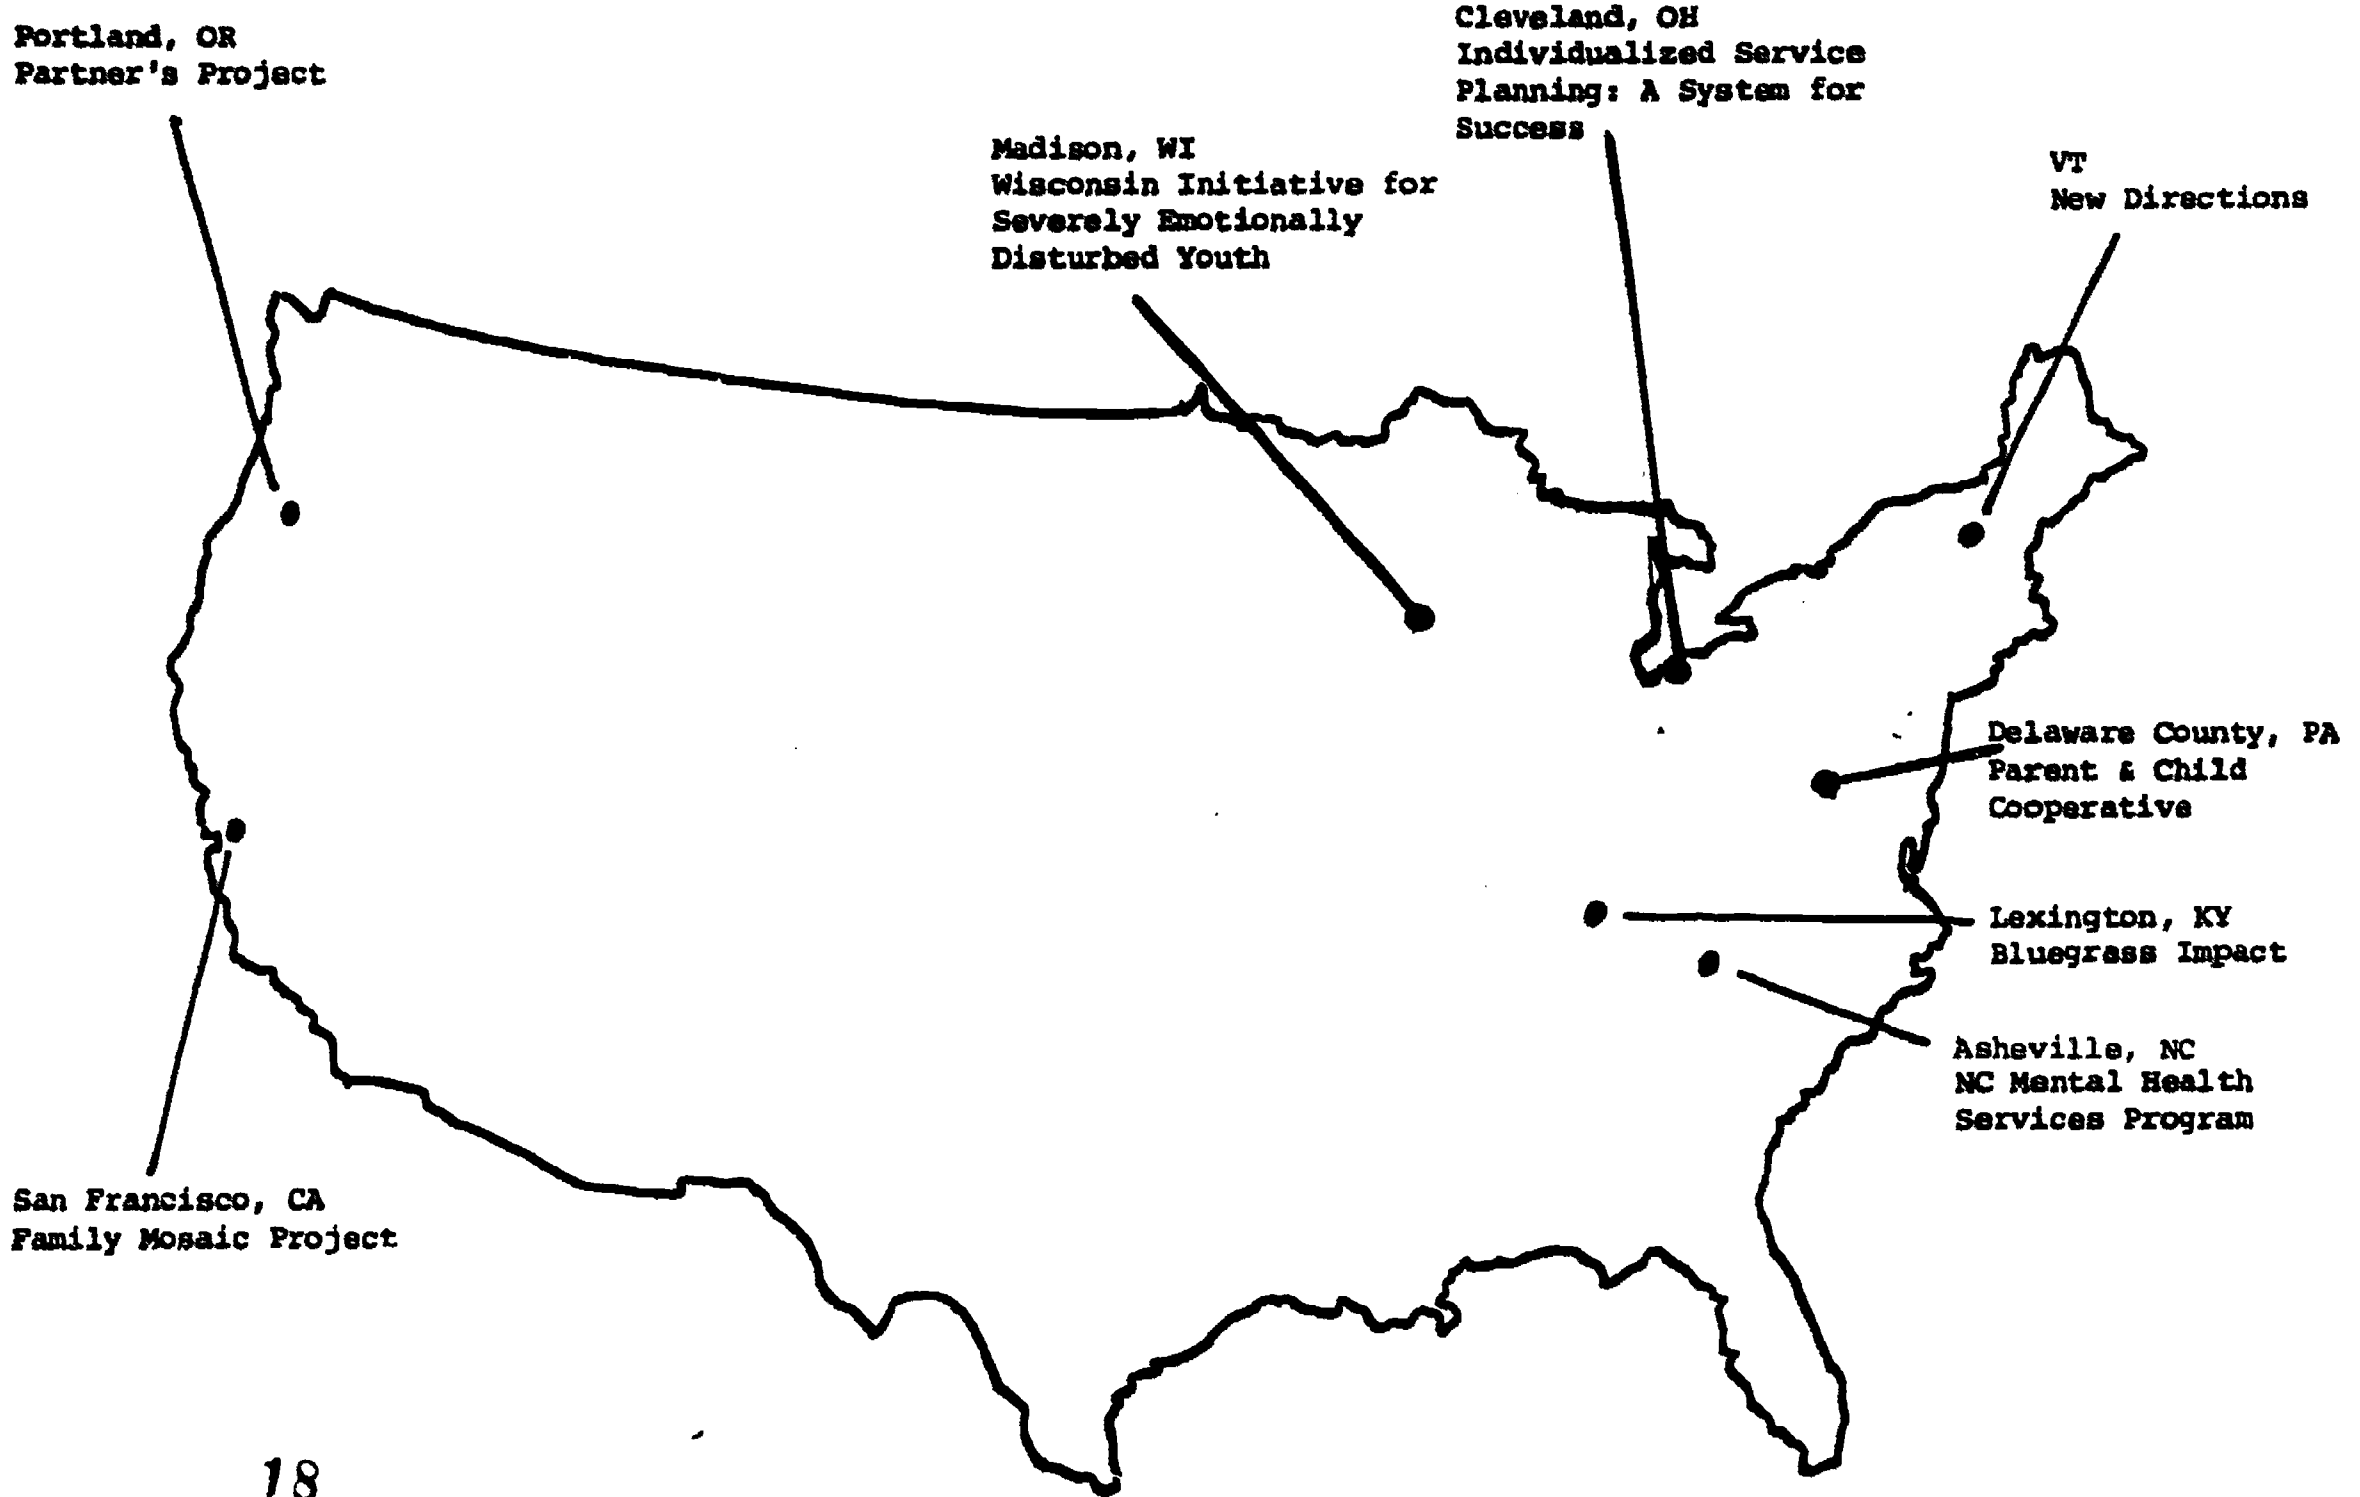 Portland, OR
Partner's Project
Cleveland, OH
Individualized Service
Planning: A System for
Success
Madison, WI
Wisconsin Initiative for
Severely Emotionally
Disturbed Youth
VT
New Directions
Delaware County, PA
Parent & Child
Cooperative
Lexington, KY
Bluegrass Impact
Asheville, NC
NC Mental Health
Services Program
San Francisco, CA
Family Mosaic Project
18